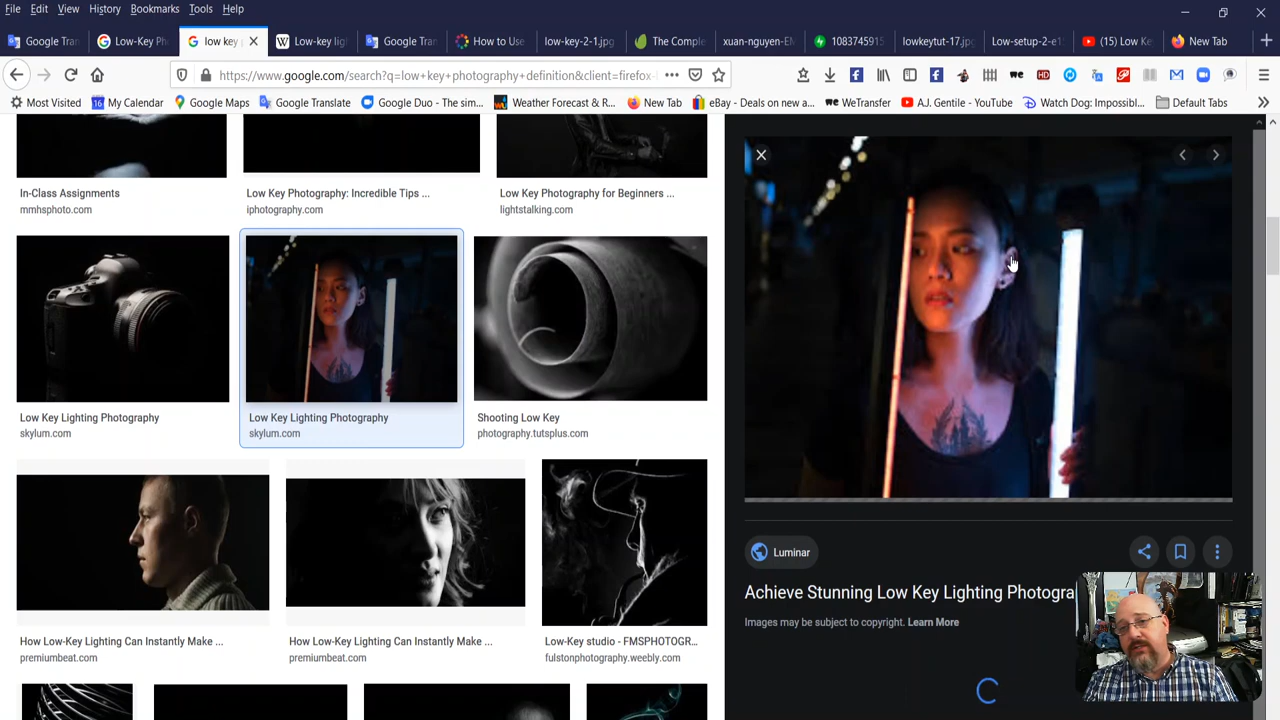 File Edit View History Bookmarks Tools Help
Google Tran
Low-Key Ph
low key p
Low-key ligh
Google Tran
How to Use
low-key-2-1.jpg
The Comple
xuan-nguyen-EM
1083745915
lowkeytut-17.jpg
Low-setup-2-e1
(15) Low Ke
New Tab
https://www.google.com/search?q=low+key+photography+definition&client=firefox-
Most Visited
16 My Calendar
Google Maps
Google Translate
Google Duo - The sim...
Weather Forecast & R...
New Tab
eBay - Deals on new a...
we WeTransfer
A.J. Gentile - YouTube
Watch Dog: Impossibl...
Default Tabs
In-Class Assignments
mmhsphoto.com
Low Key Photography: Incredible Tips ...
iphotography.com
Low Key Photography for Beginners ...
lightstalking.com
Low Key Lighting Photography
skylum.com
Low Key Lighting Photography
skylum.com
Shooting Low Key
photography.tutsplus.com
How Low-Key Lighting Can Instantly Make ...
premiumbeat.com
How Low-Key Lighting Can Instantly Make ...
premiumbeat.com
Low-Key studio - FMSPHOTOGR...
fulstonphotography.weebly.com
Luminar
Achieve Stunning Low Key Lighting Photogra
Images may be subject to copyright. Learn More